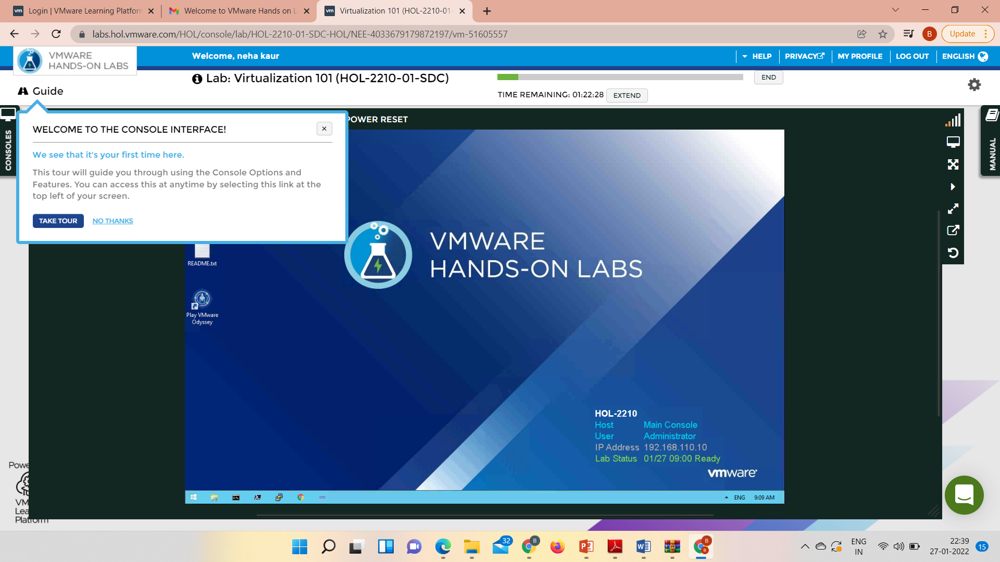 Login | VMware Learning Platform
Welcome to VMware Hands on L
Virtualization 101 (HOL-2210-01-
labs.hol.vmware.com/HOL/console/lab/HOL-2210-01-SDC-HOL/NEE-4033679179872197/vm-51605557
B
Update
VMWARE
HANDS-ON LABS
Welcome, neha kaur
HELP
PRIVACY
MY PROFILE
LOG OUT
ENGLISH
Lab: Virtualization 101 (HOL-2210-01-SDC)
END
TIME REMAINING: 01:22:28
EXTEND
Guide
CONSOLES
MANUAL
POWER RESET
WELCOME TO THE CONSOLE INTERFACE!
We see that it's your first time here.
This tour will guide you through using the Console Options and
Features. You can access this at anytime by selecting this link at the
top left of your screen.
TAKE TOUR
NO THANKS
README.txt
VMWARE
HANDS-ON LABS
Play VMware
Odyssey
HOL-2210
Host Main Console
User Administrator
IP Address 192.168.110.10
Lab Status 01/27 09:00 Ready
vmware
ENG
9:09 AM
Powe
VM
Lea
Platform
32
B
B
B
ENG
IN
22:39
27-01-2022
15